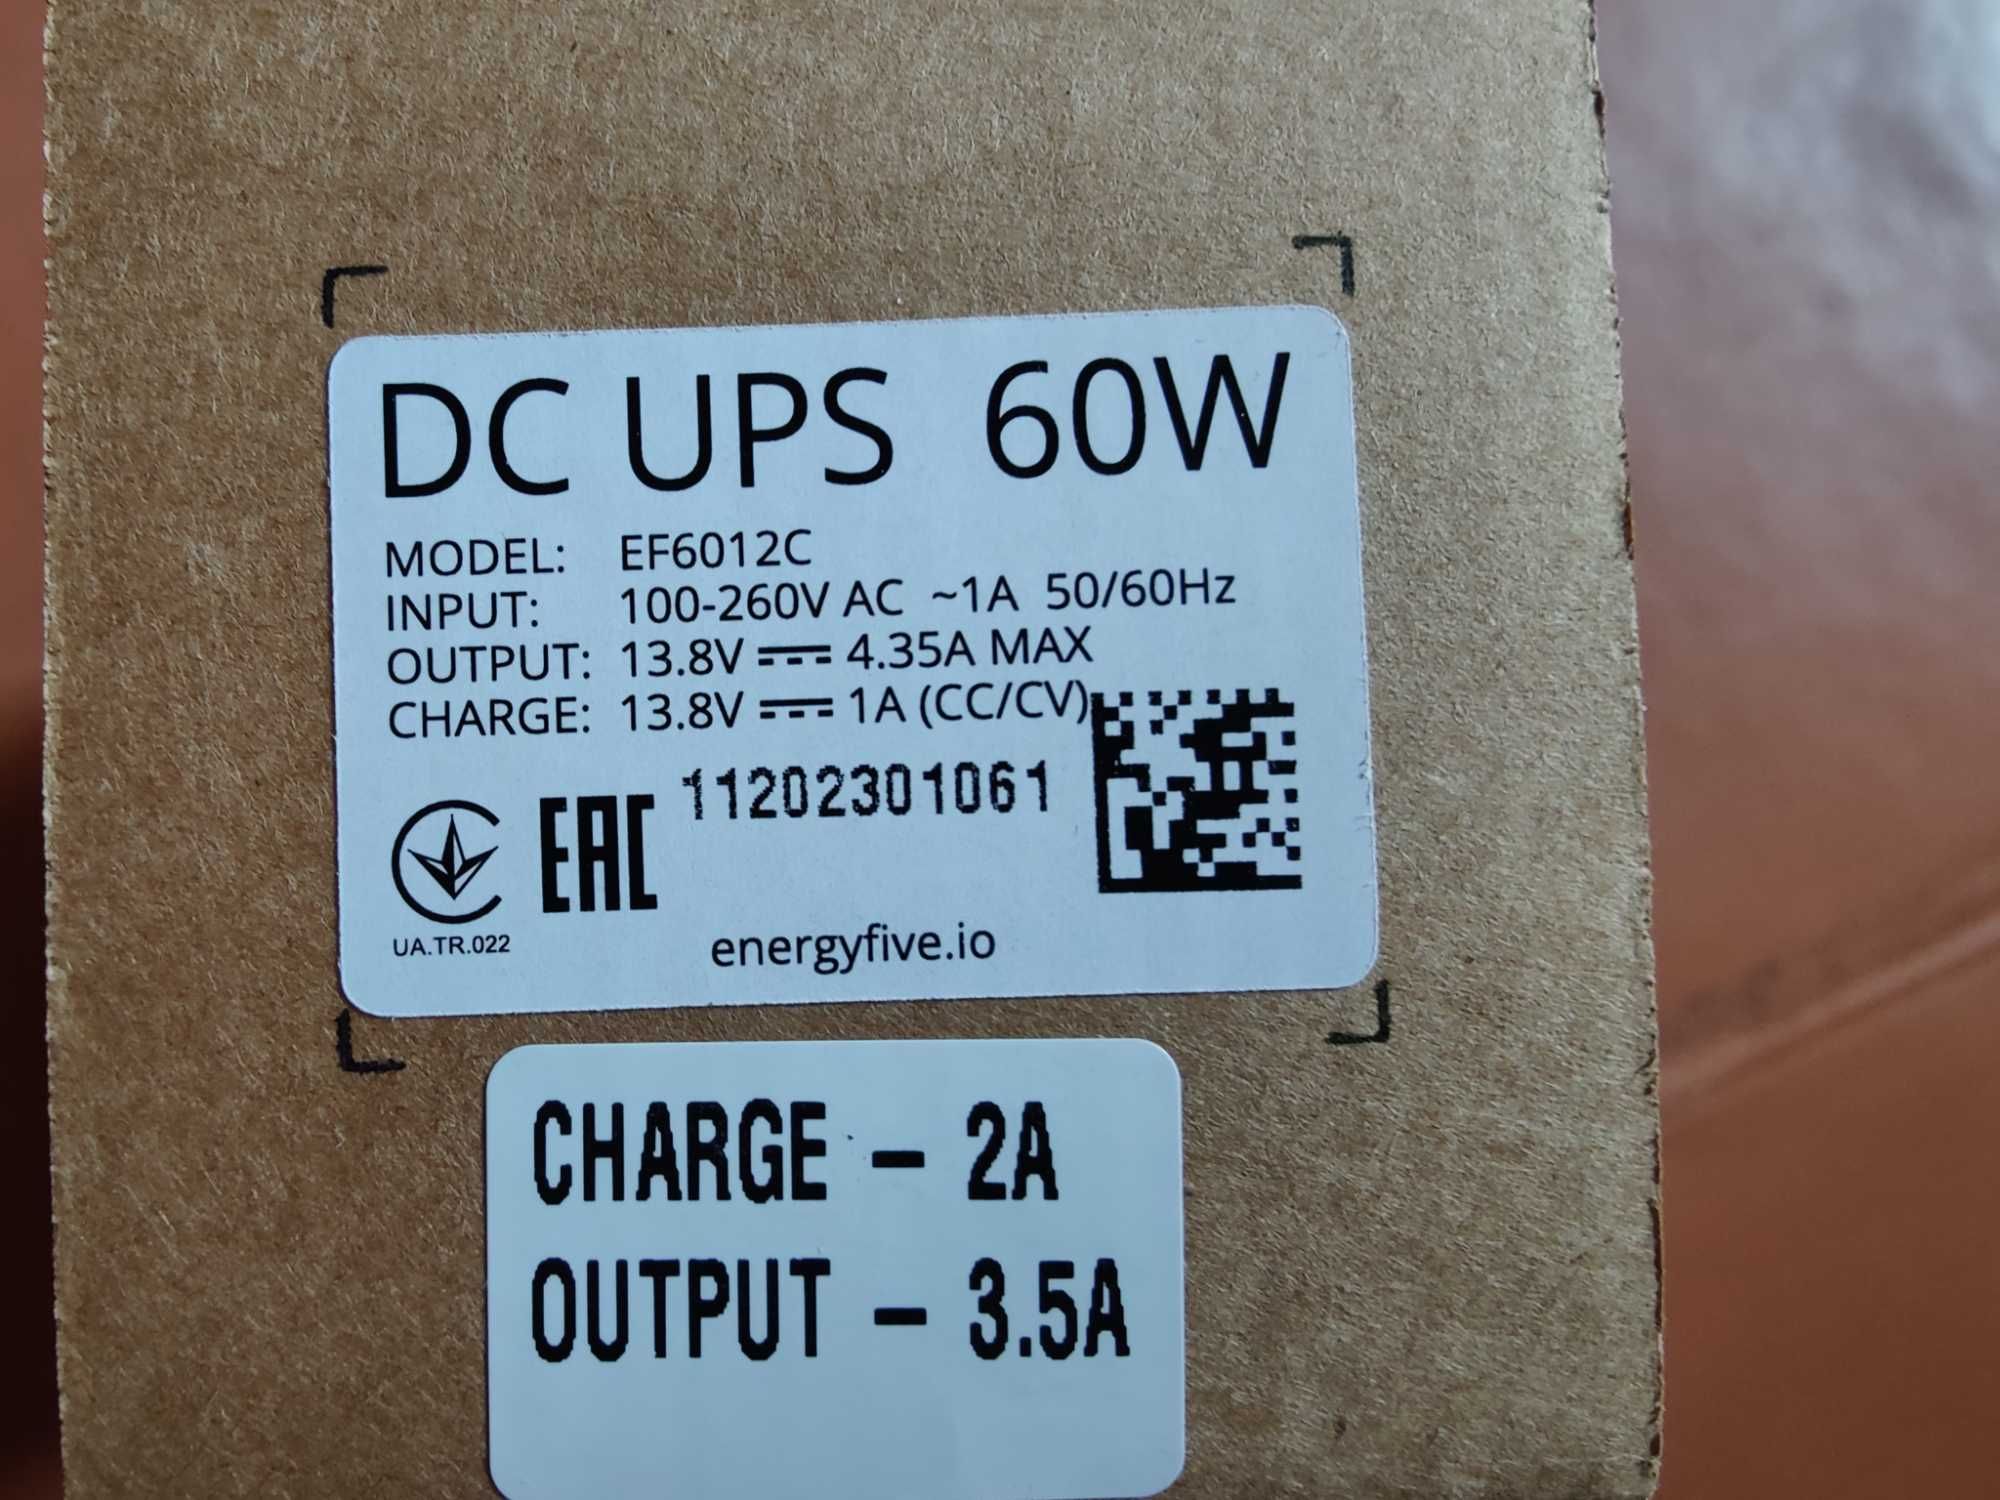 DC UPS 60W
MODEL: EF6012C
INPUT: 100-260V AC ~1A 50/60Hz
OUTPUT: 13.8V ⎓ 4.35A MAX
CHARGE: 13.8V ⎓ 1A (CC/CV)
11202301061
EAC
UA.TR.022
energyfive.io
CHARGE - 2A
OUTPUT - 3.5A